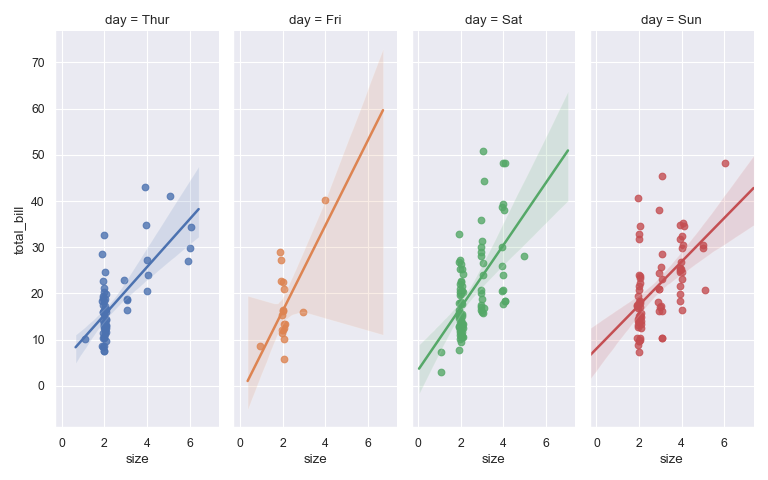 day = Thur
day = Fri
day = Sat
day = Sun
total_bill
70
60
50
40
30
20
10
0
0 2 4 6
0 2 4 6
0 2 4 6
0 2 4 6
size
size
size
size